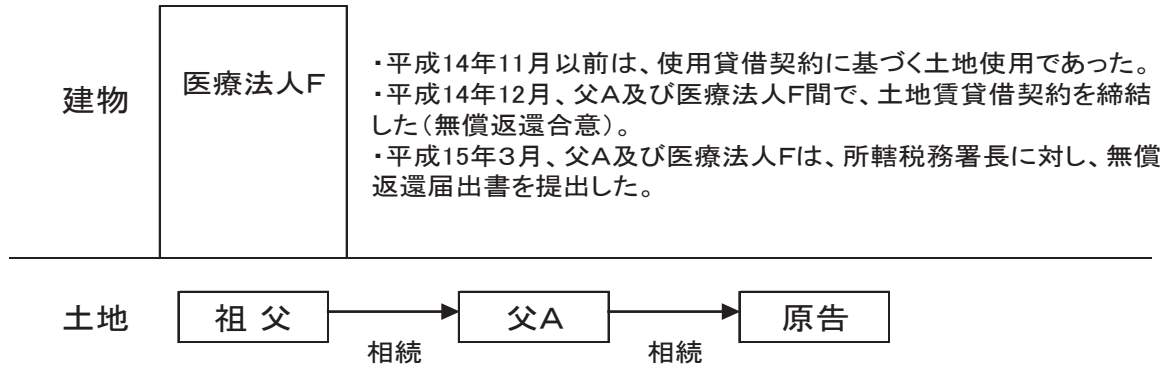 建物
医療法人F
・平成14年11月以前は、使用貸借契約に基づく土地使用であった。
・平成14年12月、父A及び医療法人F間で、土地賃貸借契約を締結
した(無償返還合意)。
・平成15年3月、父A及び医療法人Fは、所轄税務署長に対し、無償
返還届出書を提出した。
土地
祖父
相続
父A
相続
原告